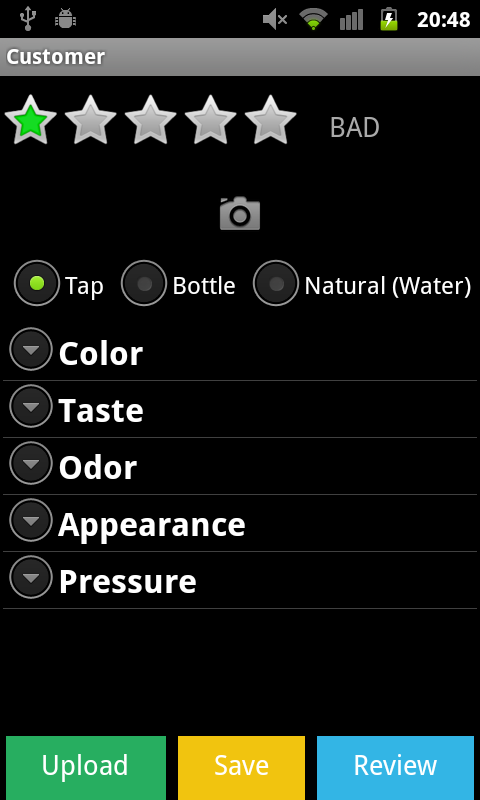 20:48
Customer
BAD
Tap Bottle Natural (Water)
Color
Taste
Odor
Appearance
Pressure
Upload Save Review